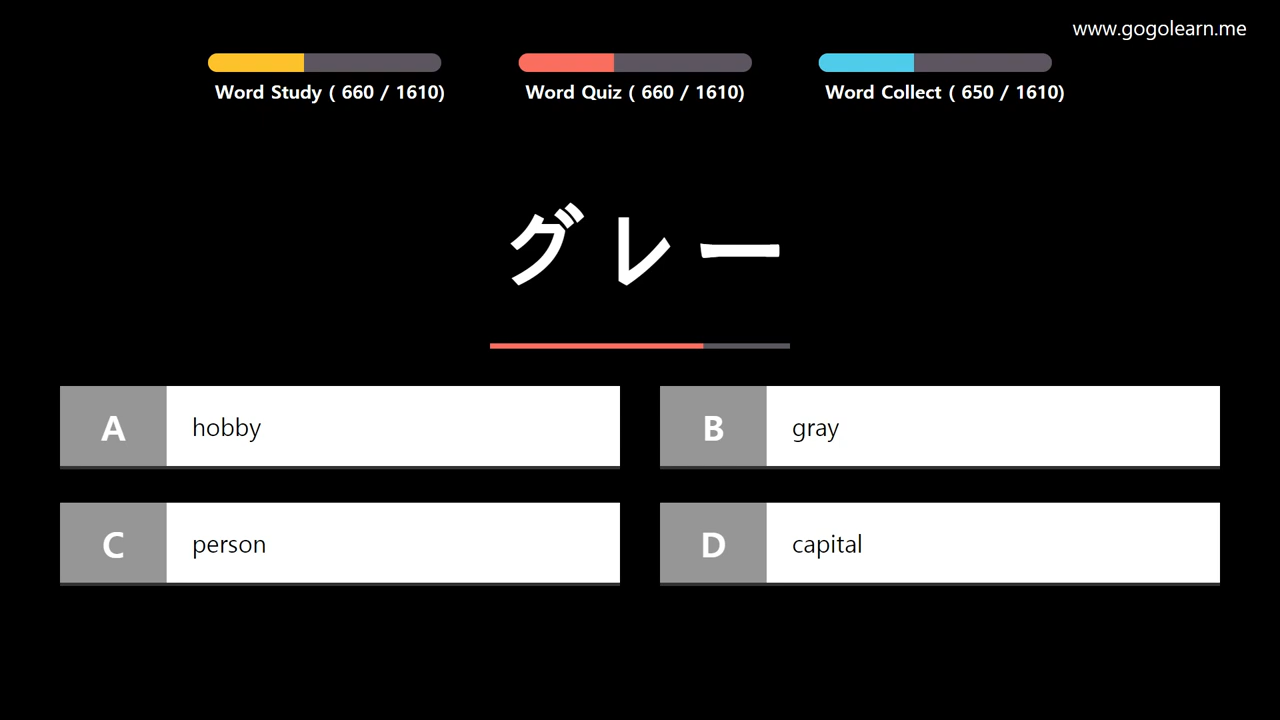 www.gogolearn.me
Word Study ( 660 / 1610)
Word Quiz ( 660 / 1610)
Word Collect ( 650 / 1610)
グレー
A hobby
B gray
C person
D capital